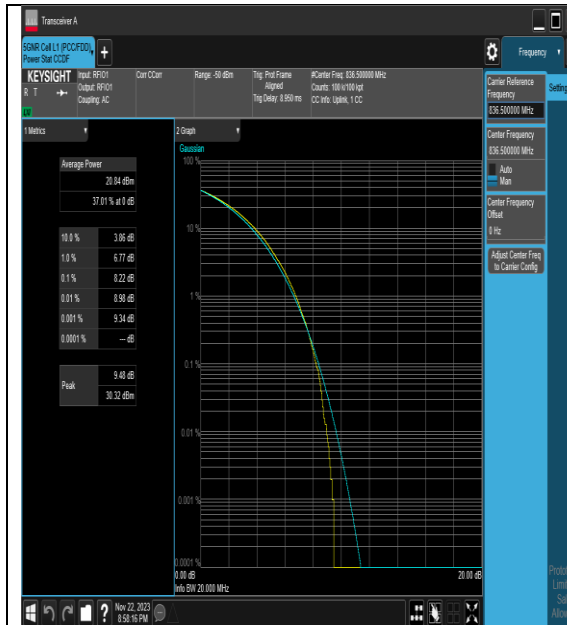 Transceiver A
5GNR Cell L1 (PCC/FDD)
Power Stat CCDF
Frequency
KEYSIGHT
R T
LV
Input: RFIO1
Output: RFIO1
Coupling: AC
Corr CCorr
Range: -50 dBm
Trig: Prot Frame
Aligned
Trig Delay: 8.950 ms
#Center Freq: 836.500000 MHz
Counts: 100 k/100 kpt
CC Info: Uplink, 1 CC
Carrier Reference
Frequency
836.500000 MHz
Setting
Center Frequency
836.500000 MHz
Auto
Man
Center Frequency
Offset
0 Hz
Adjust Center Freq
to Carrier Config
1 Metrics
Average Power
20.84 dBm
37.01 % at 0 dB
10.0 % 3.86 dB
1.0 % 6.77 dB
0.1 % 8.22 dB
0.01 % 8.98 dB
0.001 % 9.34 dB
0.0001 % --- dB
Peak
9.48 dB
30.32 dBm
2 Graph
Gaussian
100 %
10 %
1 %
0.1 %
0.01 %
0.001 %
0.0001 %
0.00 dB 20.00 dB
Info BW 20.000 MHz
Nov 22, 2023
8:58:16 PM